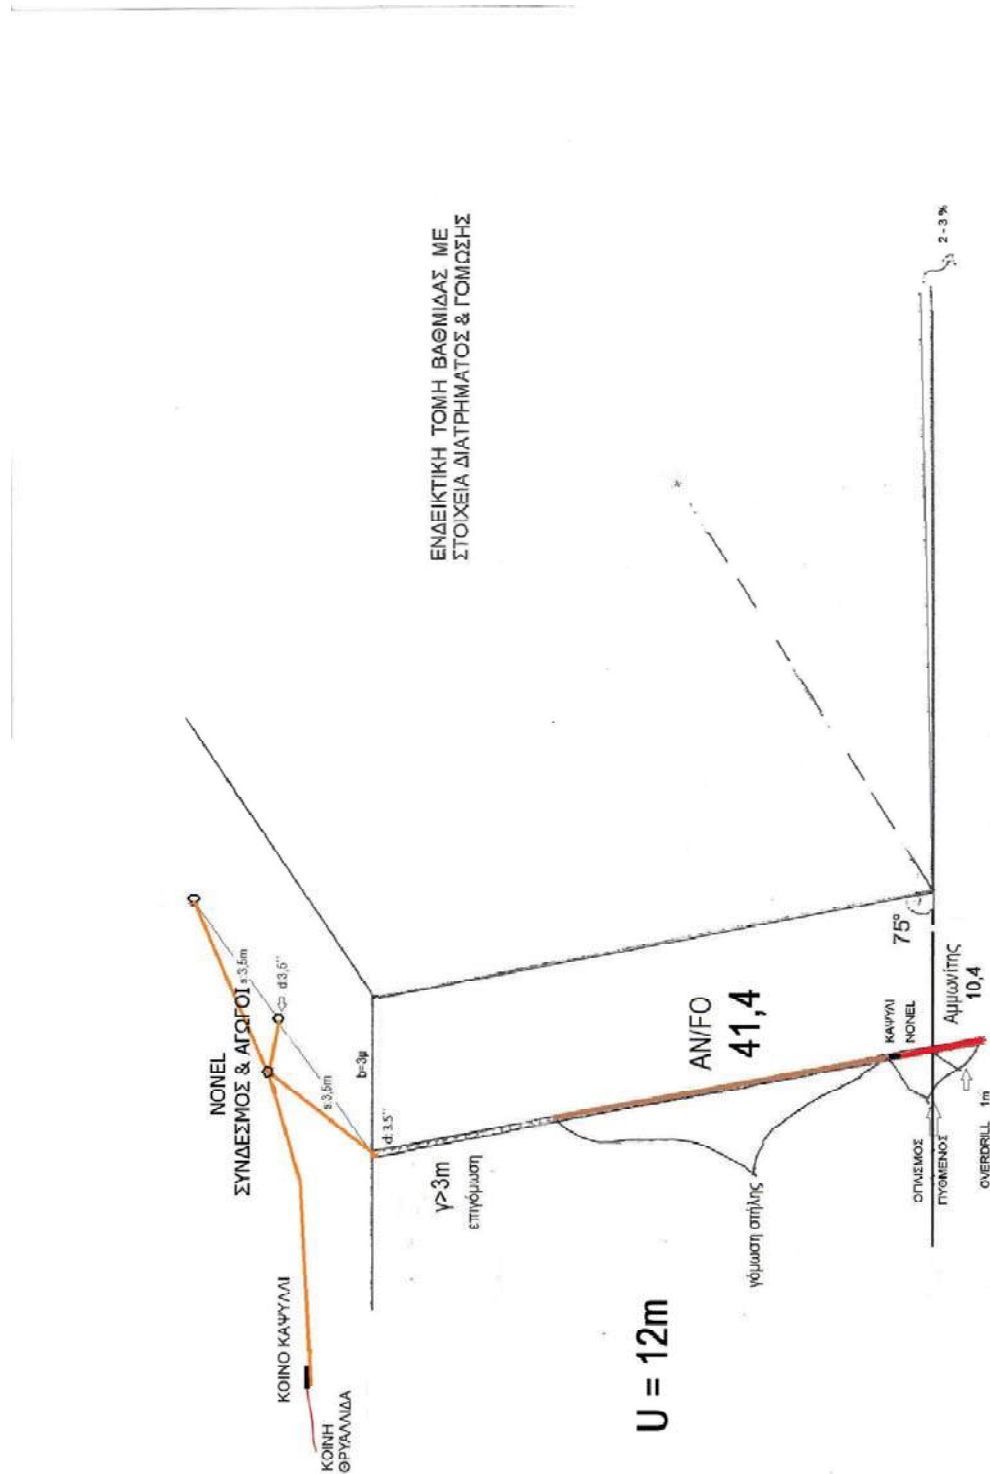 ΕΝΔΕΙΚΤΙΚΗ ΤΟΜΗ ΒΑΘΜΙΔΑΣ ΜΕ
ΣΤΟΙΧΕΙΑ ΔΙΑΤΡΗΜΑΤΟΣ & ΓΟΜΩΣΗΣ
NONEL
ΣΥΝΔΕΣΜΟΣ & ΑΓΩΓΟΙ
s:3,5m
d:3,5''
s:3,5m
b=3μ
d:3.5''
ΚΟΙΝΟ ΚΑΨΥΛΛΙ
ΚΟΙΝΗ
ΘΡΥΑΛΛΙΔΑ
γ>3m
επιγόμωση
AN/FO
41,4
γόμωση στήλης
U = 12m
75°
2 - 3 %
ΚΑΨΥΛΙ
NONEL
Αμμωνίτης
10,4
ΟΠΛΙΣΜΟΣ
ΠΥΘΜΕΝΟΣ
OVERDRILL 1m